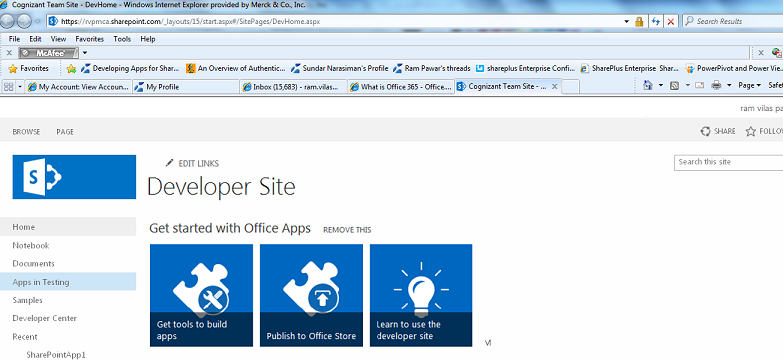 Cognizant Team Site - DevHome - Windows Internet Explorer provided by Merck & Co., Inc.
https://rvpmca.sharepoint.com/_layouts/15/start.aspx#/SitePages/DevHome.aspx
Search Results
File Edit View Favorites Tools Help
x McAfee x
Favorites Developing Apps for Shar... An Overview of Authentic... Sundar Narasiman's Profile Ram Pawar's threads shareplus Enterprise Confi... SharePlus Enterprise Shar... PowerPivot and Power Vie...
My Account: View Accoun... My Profile Inbox (15,683) - ram.vilas... What is Office 365 - Office.... Cognizant Team Site - ... x Page Safet
ram vilas pa
BROWSE PAGE SHARE FOLLO
S
EDIT LINKS
Search this site
Developer Site
Home
Notebook
Documents
Apps in Testing
Samples
Developer Center
Recent
SharePointApp1
Get started with Office Apps REMOVE THIS
Get tools to build
apps
Publish to Office Store
Learn to use the
developer site